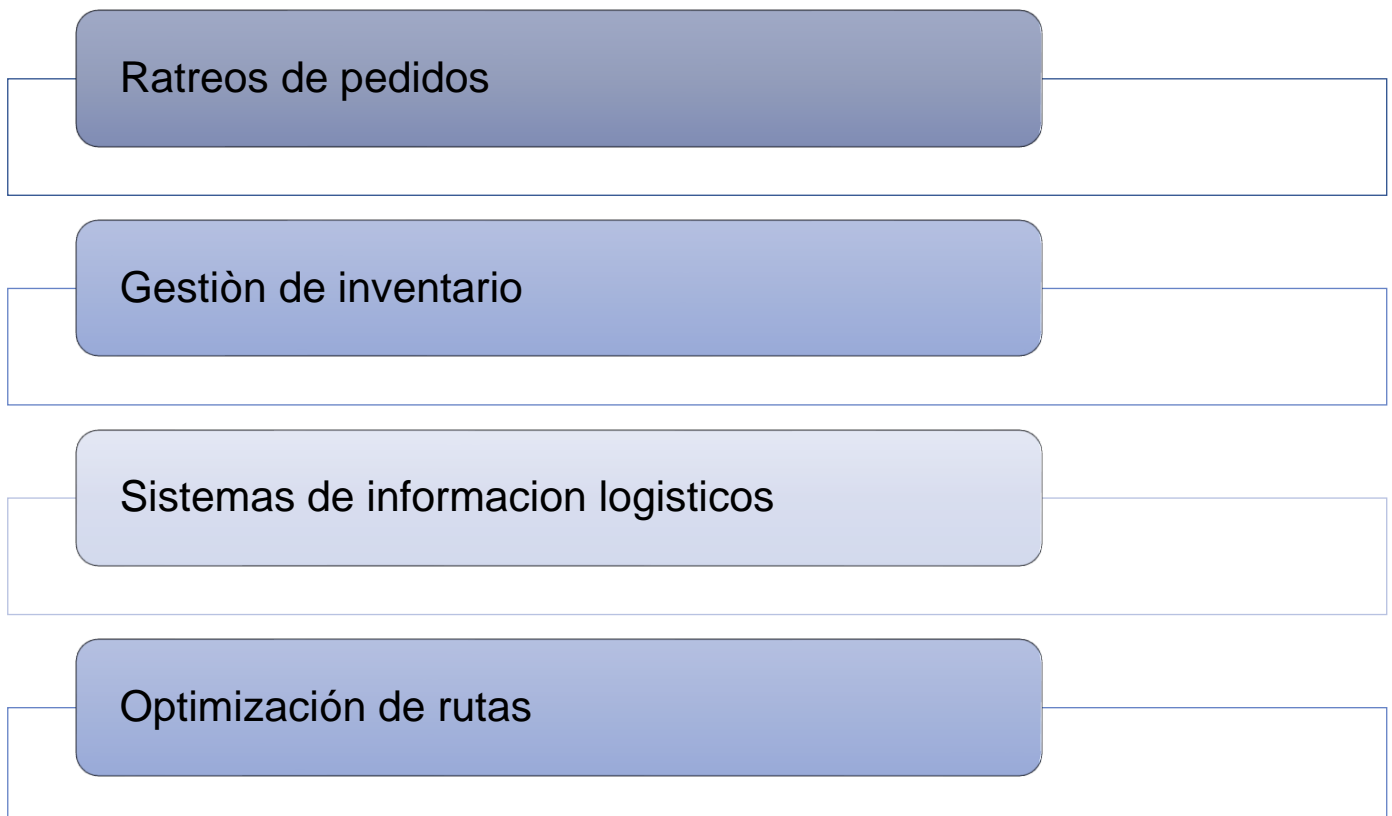 Ratreos de pedidos
Gestiòn de inventario
Sistemas de informacion logisticos
Optimización de rutas